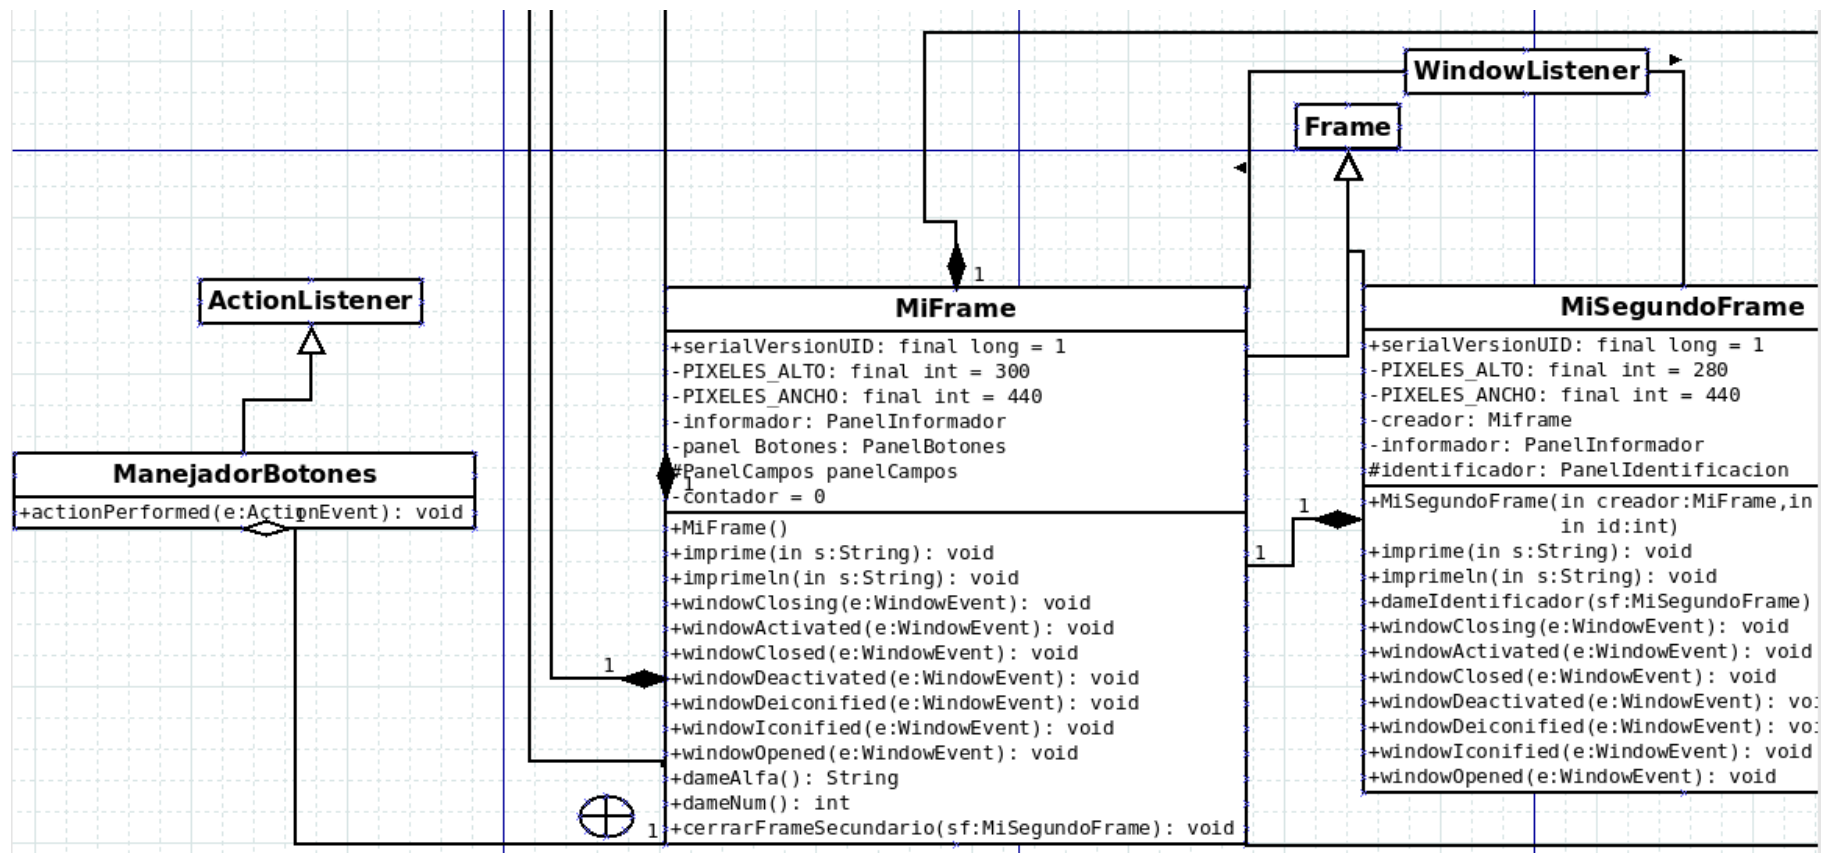 WindowListener
Frame
ActionListener
ManejadorBotones
+actionPerformed(e:ActionEvent): void
1
1
MiFrame
+serialVersionUID: final long = 1
-PIXELES_ALTO: final int = 300
-PIXELES_ANCHO: final int = 440
-informador: PanelInformador
-panel Botones: PanelBotones
#PanelCampos panelCampos
1
-contador = 0
+MiFrame()
+imprime(in s:String): void
+imprimeln(in s:String): void
+windowClosing(e:WindowEvent): void
+windowActivated(e:WindowEvent): void
+windowClosed(e:WindowEvent): void
1
+windowDeactivated(e:WindowEvent): void
+windowDeiconified(e:WindowEvent): void
+windowIconified(e:WindowEvent): void
+windowOpened(e:WindowEvent): void
+dameAlfa(): String
+dameNum(): int
1
+cerrarFrameSecundario(sf:MiSegundoFrame): void
1
1
MiSegundoFrame
+serialVersionUID: final long = 1
-PIXELES_ALTO: final int = 280
-PIXELES_ANCHO: final int = 440
-creador: Miframe
-informador: PanelInformador
#identificador: PanelIdentificacion
+MiSegundoFrame(in creador:MiFrame,in
in id:int)
+imprime(in s:String): void
+imprimeln(in s:String): void
+dameIdentificador(sf:MiSegundoFrame)
+windowClosing(e:WindowEvent): void
+windowActivated(e:WindowEvent): void
+windowClosed(e:WindowEvent): void
+windowDeactivated(e:WindowEvent): voi
+windowDeiconified(e:WindowEvent): voi
+windowIconified(e:WindowEvent): void
+windowOpened(e:WindowEvent): void